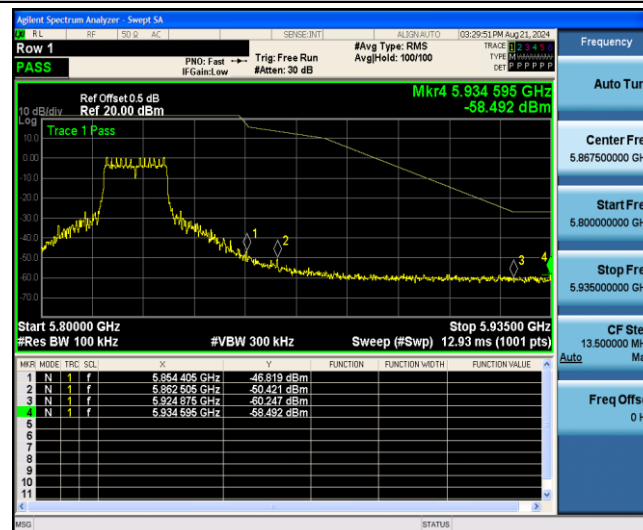 Agilent Spectrum Analyzer - Swept SA
RL RF 50 Ω AC SENSE:INT ALIGN AUTO 03:29:51 PM Aug 21, 2024
Row 1
PASS
PNO: Fast
IFGain:Low
Trig: Free Run
#Atten: 30 dB
#Avg Type: RMS
Avg|Hold: 100/100
TRACE 1 2 3 4 5 6
TYPE M
DET P P P P P P
Ref Offset 0.5 dB
Ref 20.00 dBm
10 dB/div
Log
Mkr4 5.934 595 GHz
-58.492 dBm
Trace 1 Pass
10.0
0.00
-10.0
-20.0
-30.0
-40.0
-50.0
-60.0
-70.0
1
2
3
4
Start 5.80000 GHz
Stop 5.93500 GHz
#Res BW 100 kHz
#VBW 300 kHz
Sweep (#Swp) 12.93 ms (1001 pts)
MKR MODE TRC SCL X Y FUNCTION FUNCTION WIDTH FUNCTION VALUE
1 N 1 f 5.854 405 GHz -46.819 dBm
2 N 1 f 5.862 505 GHz -50.421 dBm
3 N 1 f 5.924 875 GHz -60.247 dBm
4 N 1 f 5.934 595 GHz -58.492 dBm
5
6
7
8
9
10
11
MSG
STATUS
Frequency
Auto Tun
Center Fre
5.867500000 GH
Start Fre
5.800000000 GH
Stop Fre
5.935000000 GH
CF Ste
13.500000 MH
Auto Ma
Freq Offse
0 H